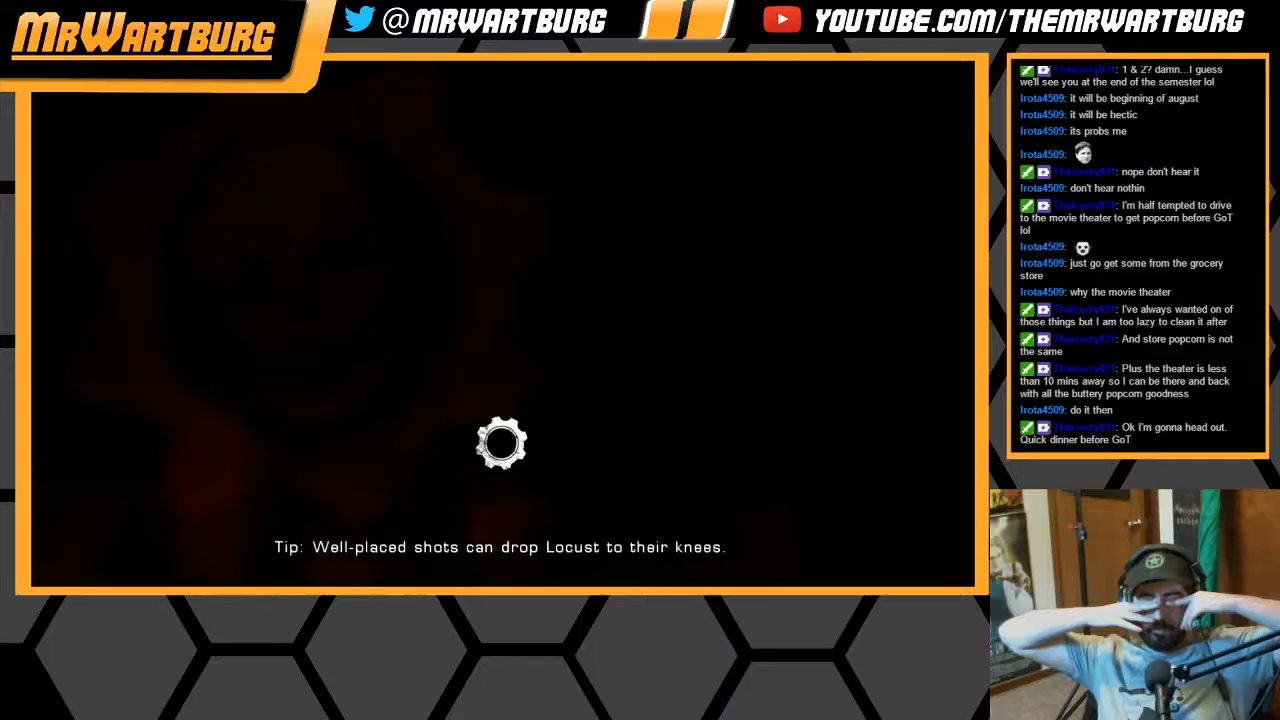 MRWARTBURG
@MRWARTBURG
YOUTUBE.COM/THEMRWARTBURG
Thaicurry831: 1 & 2? damn...I guess
we'll see you at the end of the semester lol
Irota4509: it will be beginning of august
Irota4509: it will be hectic
Irota4509: its probs me
Irota4509:
Thaicurry831: nope don't hear it
Irota4509: don't hear nothin
Thaicurry831: I'm half tempted to drive
to the movie theater to get popcorn before GoT
lol
Irota4509:
Irota4509: just go get some from the grocery
store
Irota4509: why the movie theater
Thaicurry831: I've always wanted on of
those things but I am too lazy to clean it after
Thaicurry831: And store popcorn is not
the same
Thaicurry831: Plus the theater is less
than 10 mins away so I can be there and back
with all the buttery popcorn goodness
Irota4509: do it then
Thaicurry831: Ok I'm gonna head out.
Quick dinner before GoT
Tip: Well-placed shots can drop Locust to their knees.